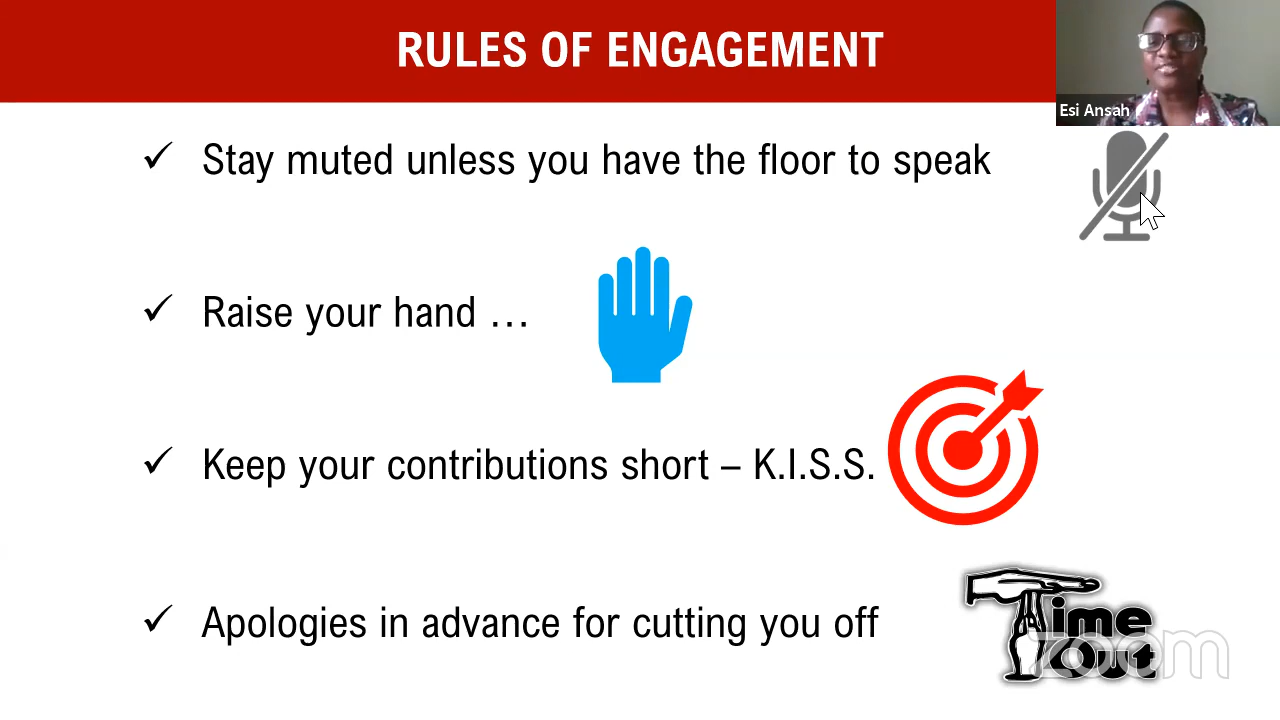 RULES OF ENGAGEMENT
Esi Ansah
✓ Stay muted unless you have the floor to speak
✓ Raise your hand …
✓ Keep your contributions short – K.I.S.S.
✓ Apologies in advance for cutting you off
Time
Out
zoom